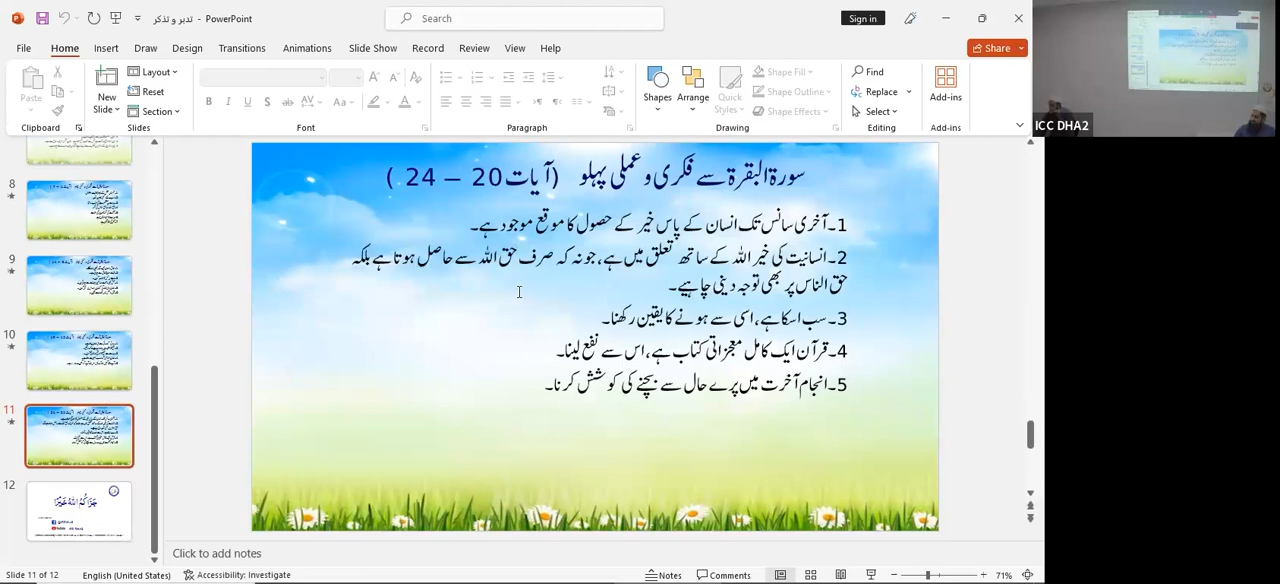 تدبر و تذکر - PowerPoint
Search
Sign in
File Home Insert Draw Design Transitions Animations Slide Show Record Review View Help
Share
Paste
New Slide
Layout
Reset
Section
Shapes
Arrange
Quick Styles
Shape Fill
Shape Outline
Shape Effects
Find
Replace
Select
Add-ins
Clipboard
Slides
Font
Paragraph
Drawing
Editing
Add-ins
ICC DHA2
8
9
10
11
12
جَزَاكُمُ اللهُ خَيْرًا
سورۃ البقرۃ سے فکری و عملی پہلو (آیات 20 – 24 )
1۔آخری سانس تک انسان کے پاس خیر کے حصول کا موقع موجود ہے۔
2۔انسانیت کی خیر اللہ کے ساتھ تعلق میں ہے، جو نہ کہ صرف حق اللہ سے حاصل ہوتا ہے بلکہ
حق الناس پر بھی توجہ دینی چاہیے۔
3۔سب اسکا ہے، اسی سے ہونے کا یقین رکھنا۔
4۔قرآن ایک کامل معجزاتی کتاب ہے، اس سے نفع لینا۔
5۔انجام آخرت میں برے حال سے بچنے کی کوشش کرنا۔
Click to add notes
Slide 11 of 12
English (United States)
Accessibility: Investigate
Notes
Comments
71%